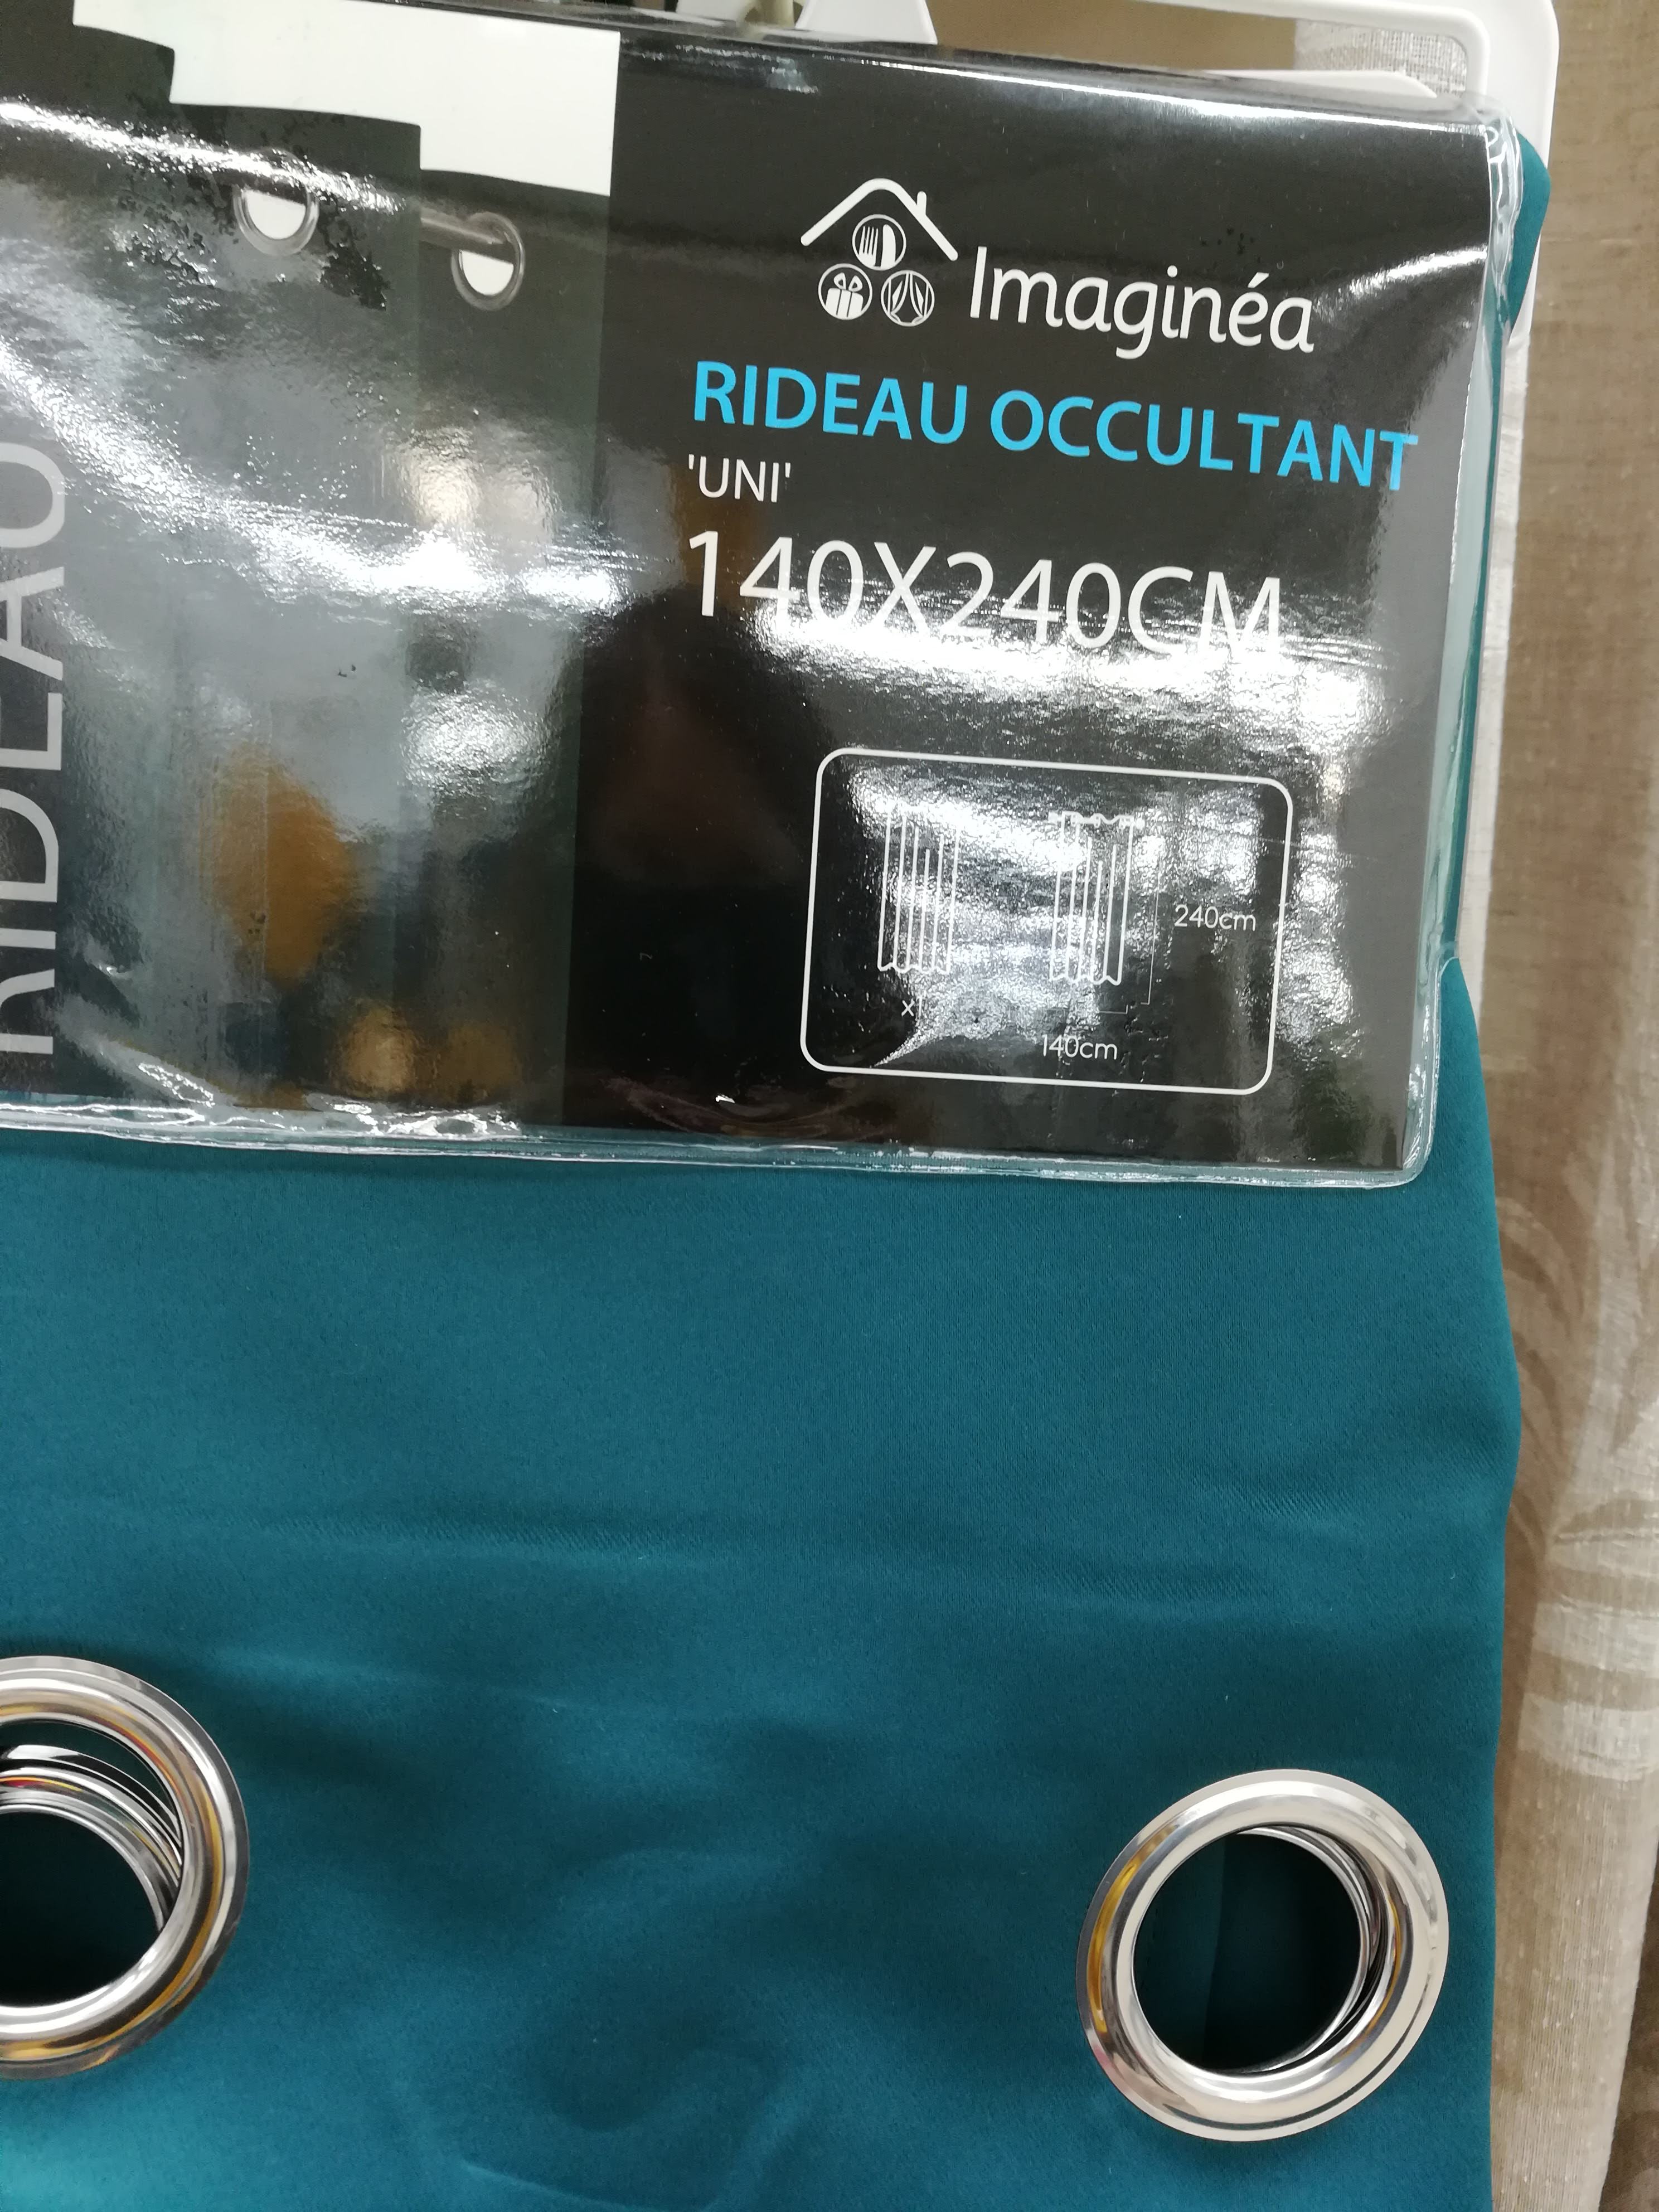 RIDEAU
Imaginéa
RIDEAU OCCULTANT
'UNI'
140X240CM
240cm
140cm